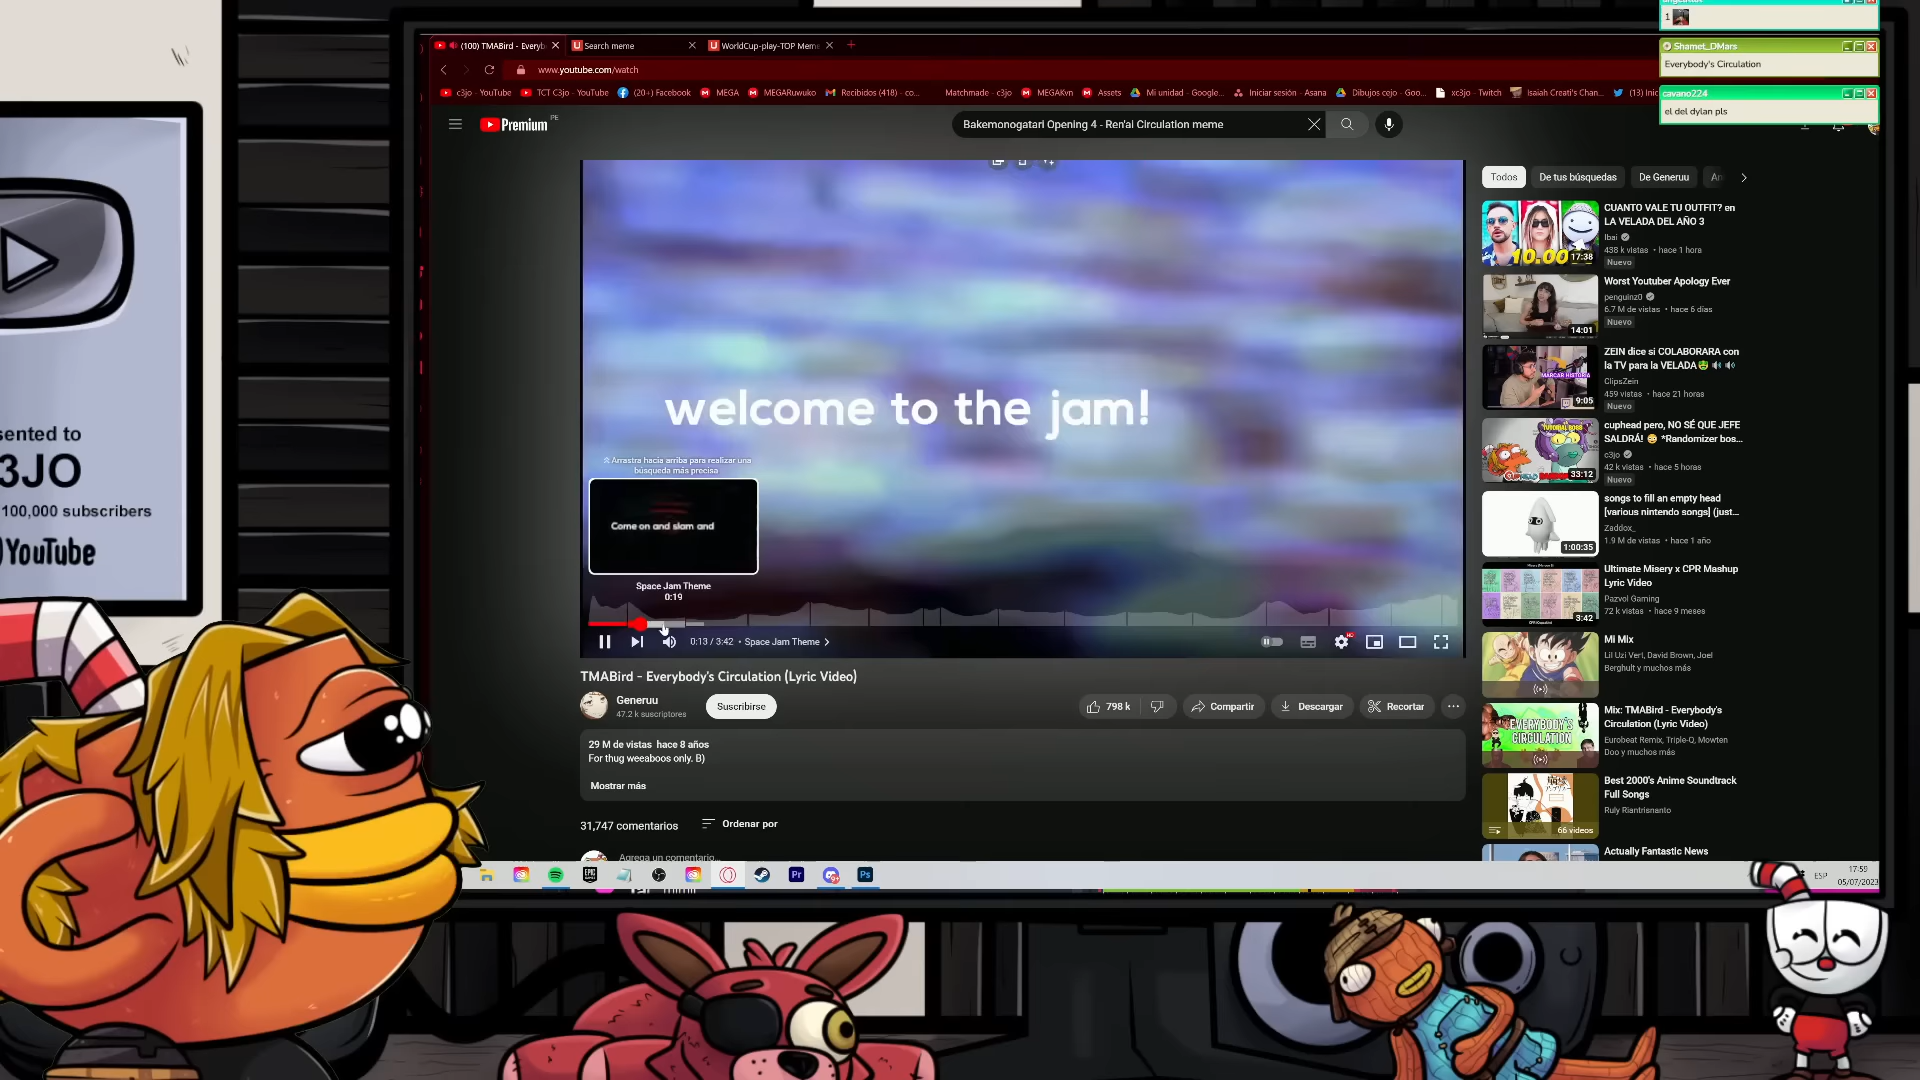 sented to
3JO
100,000 subscribers
YouTube
(100) TMABird - Everyb
Search meme
WorldCup-play-TOP Mem
www.youtube.com/watch
c3jo - YouTube
TCT C3jo - YouTube
(20+) Facebook
MEGA
MEGARuwuko
Recibidos (418) - co...
Matchmade - c3jo
MEGAKvn
Assets
Mi unidad - Google...
Iniciar sesión - Asana
Dibujos cejo - Goo...
xc3jo - Twitch
Isaiah Creati's Chan...
(13) Inic
1
Shamet_DMars
Everybody's Circulation
cavano224
el del dylan pls
Premium PE
Bakemonogatari Opening 4 - Ren'ai Circulation meme
welcome to the jam!
Arrastra hacia arriba para realizar una
búsqueda más precisa
Come on and slam and
Space Jam Theme
0:19
0:13 / 3:42 • Space Jam Theme
HD
TMABird - Everybody's Circulation (Lyric Video)
Generuu
47.2 k suscriptores
Suscribirse
798 k
Compartir
Descargar
Recortar
29 M de vistas hace 8 años
For thug weeaboos only. B)
Mostrar más
31,747 comentarios
Ordenar por
Agrega un comentario...
Todos
De tus búsquedas
De Generuu
CUANTO VALE TU OUTFIT? en
LA VELADA DEL AÑO 3
Ibai
438 k vistas • hace 1 hora
Nuevo
10.00
17:38
Worst Youtuber Apology Ever
penguinz0
6.7 M de vistas • hace 6 días
Nuevo
14:01
ZEIN dice si COLABORARA con
la TV para la VELADA
ClipsZein
459 vistas • hace 21 horas
Nuevo
MARCAR HISTORIA
9:05
cuphead pero, NO SÉ QUE JEFE
SALDRÁ! *Randomizer bos...
c3jo
42 k vistas • hace 5 horas
Nuevo
33:12
songs to fill an empty head
[various nintendo songs] (just...
Zaddox_
1.9 M de vistas • hace 1 año
1:00:35
Ultimate Misery x CPR Mashup
Lyric Video
Pazvol Gaming
72 k vistas • hace 9 meses
3:42
Mi Mix
Lil Uzi Vert, David Brown, Joel
Berghult y muchos más
Mix: TMABird - Everybody's
Circulation (Lyric Video)
Eurobeat Remix, Triple-Q, Mowten
Doo y muchos más
EVERYBODY'S
CIRCULATION
Best 2000's Anime Soundtrack
Full Songs
Ruly Riantrisnanto
66 videos
Actually Fantastic News
EPIC
Pr
Ps
ESP
17:59
05/07/2023